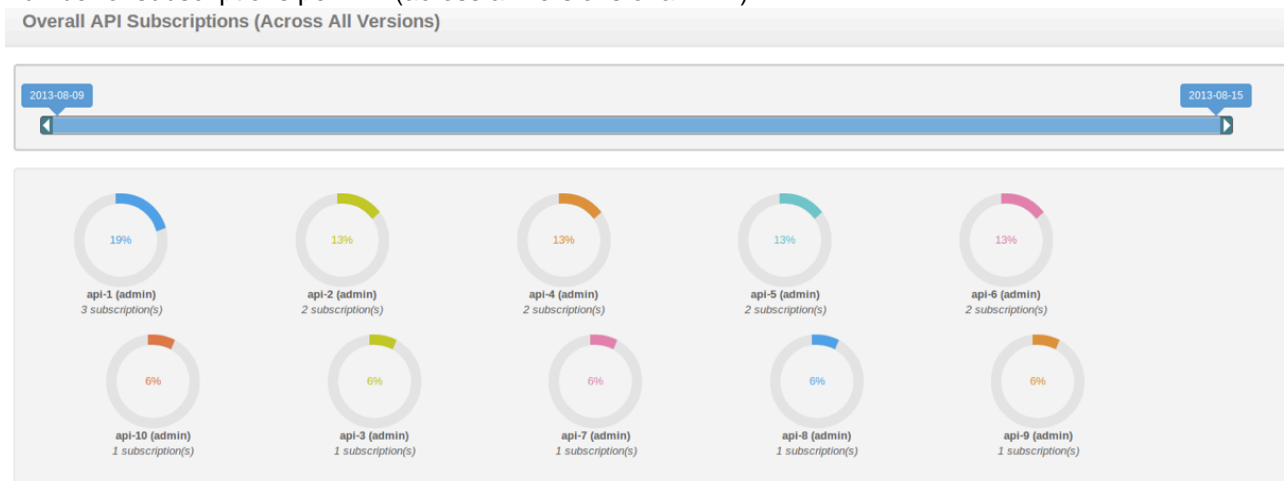 Overall API Subscriptions (Across All Versions)
2013-08-09 2013-08-15
19% 13% 13% 13% 13%
api-1 (admin) api-2 (admin) api-4 (admin) api-5 (admin) api-6 (admin)
3 subscription(s) 2 subscription(s) 2 subscription(s) 2 subscription(s) 2 subscription(s)
6% 6% 6% 6% 6%
api-10 (admin) api-3 (admin) api-7 (admin) api-8 (admin) api-9 (admin)
1 subscription(s) 1 subscription(s) 1 subscription(s) 1 subscription(s) 1 subscription(s)